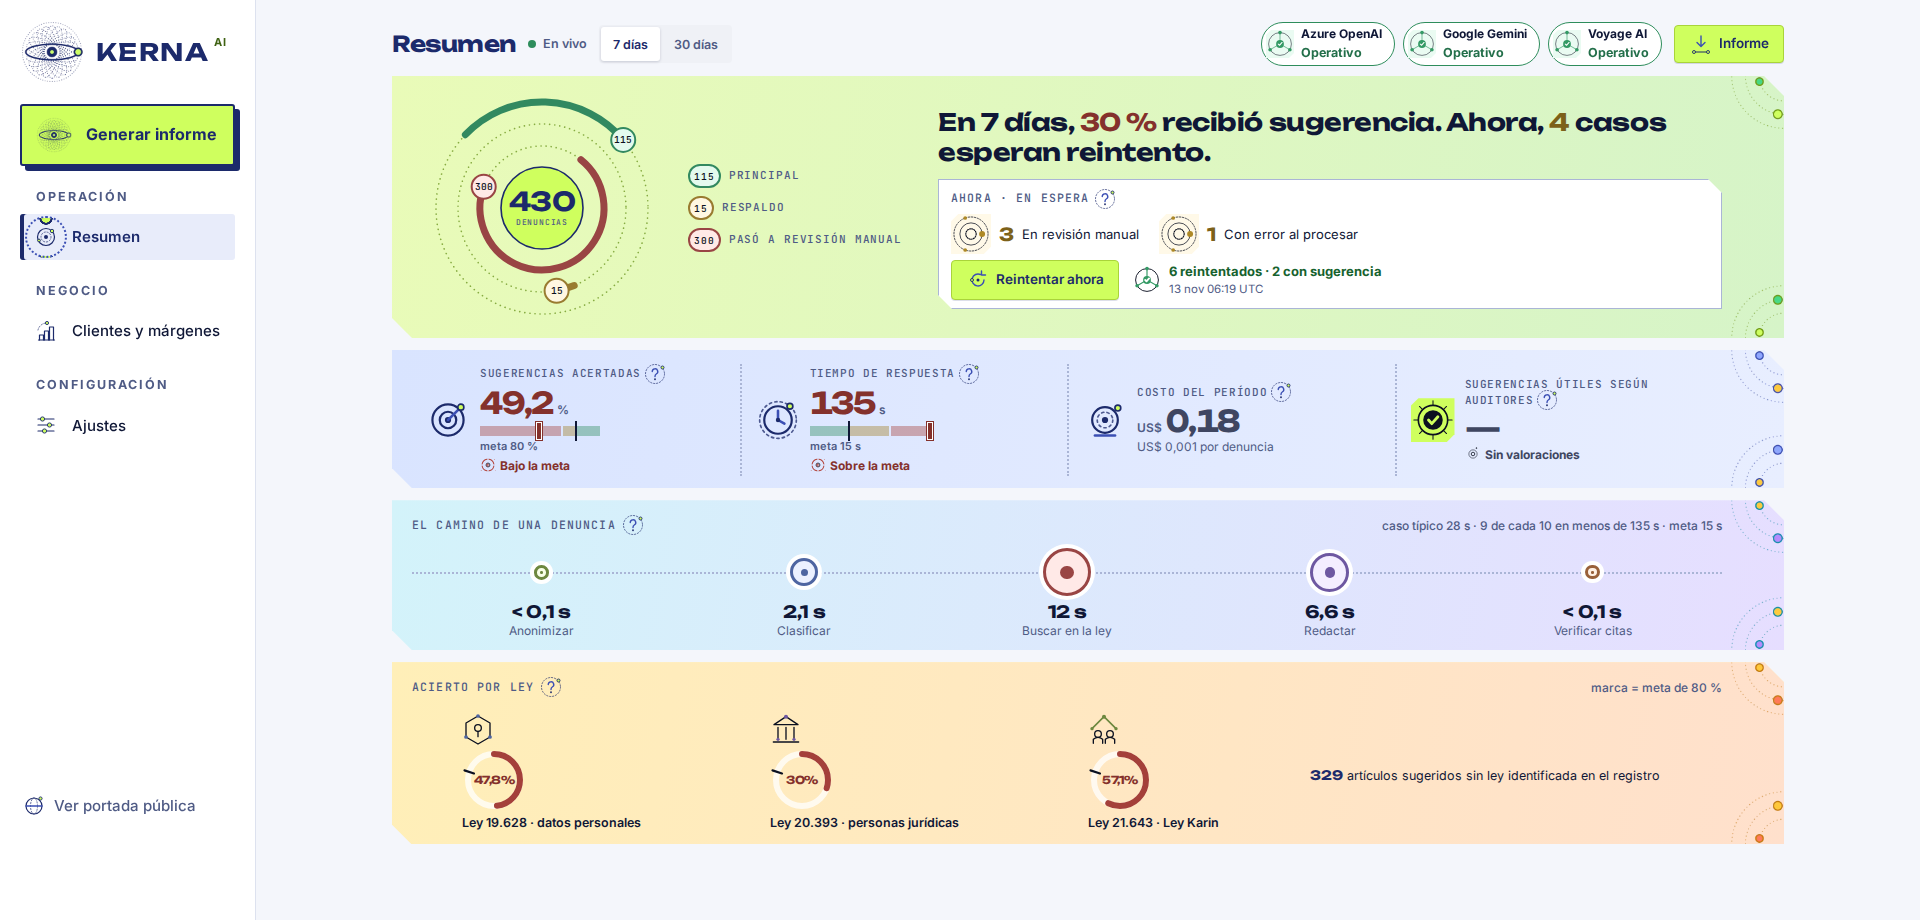 KERNA AI
Generar informe
OPERACIÓN
Resumen
NEGOCIO
Clientes y márgenes
CONFIGURACIÓN
Ajustes
Ver portada pública
Resumen
En vivo
7 días
30 días
Azure OpenAI
Operativo
Google Gemini
Operativo
Voyage AI
Operativo
Informe
115
300
430
DENUNCIAS
15
115 PRINCIPAL
15 RESPALDO
300 PASÓ A REVISIÓN MANUAL
En 7 días, 30 % recibió sugerencia. Ahora, 4 casos
esperan reintento.
AHORA · EN ESPERA ?
3 En revisión manual
1 Con error al procesar
Reintentar ahora
6 reintentados · 2 con sugerencia
13 nov 06:19 UTC
SUGERENCIAS ACERTADAS ?
49,2 %
meta 80 %
Bajo la meta
TIEMPO DE RESPUESTA ?
135 s
meta 15 s
Sobre la meta
COSTO DEL PERÍODO ?
US$ 0,18
US$ 0,001 por denuncia
SUGERENCIAS ÚTILES SEGÚN
AUDITORES ?
—
Sin valoraciones
EL CAMINO DE UNA DENUNCIA ?
caso típico 28 s · 9 de cada 10 en menos de 135 s · meta 15 s
< 0,1 s
Anonimizar
2,1 s
Clasificar
12 s
Buscar en la ley
6,6 s
Redactar
< 0,1 s
Verificar citas
ACIERTO POR LEY ?
marca = meta de 80 %
47,8%
Ley 19.628 · datos personales
30%
Ley 20.393 · personas jurídicas
57,1%
Ley 21.643 · Ley Karin
329 artículos sugeridos sin ley identificada en el registro